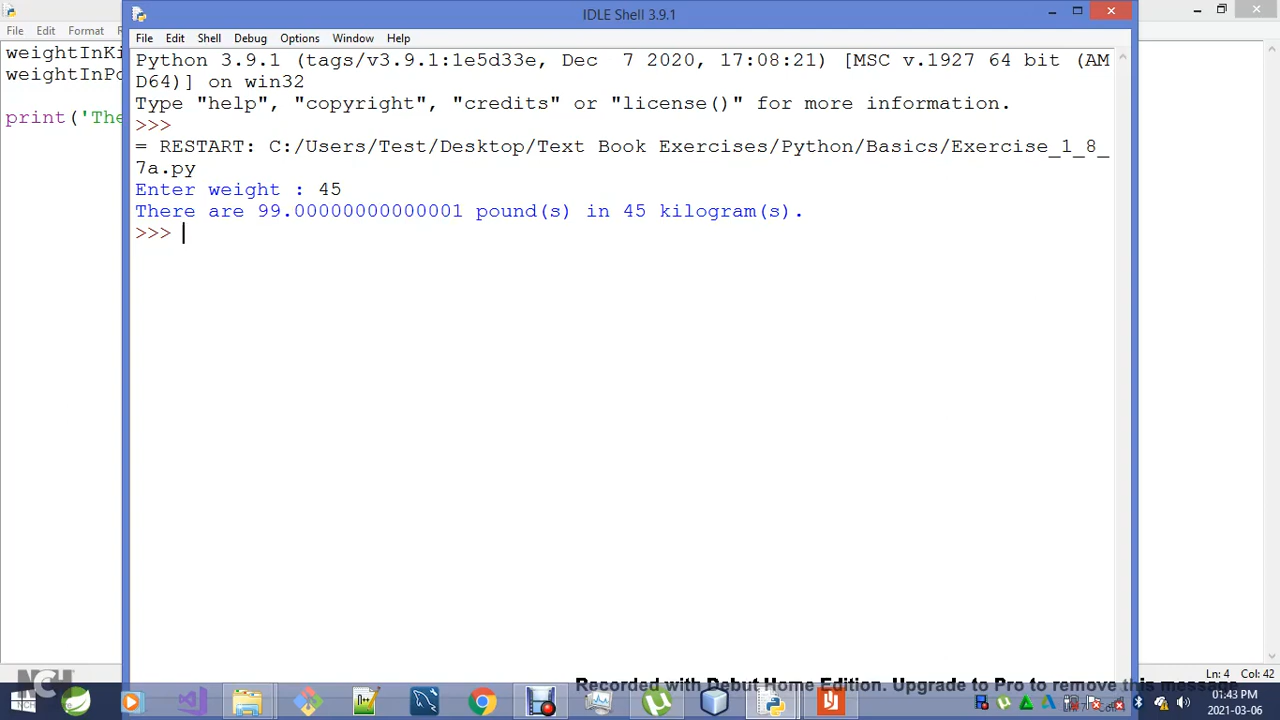 IDLE Shell 3.9.1
File Edit Format
File Edit Shell Debug Options Window Help
weightInKi
weightInPo
print('The
Python 3.9.1 (tags/v3.9.1:1e5d33e, Dec  7 2020, 17:08:21) [MSC v.1927 64 bit (AM
D64)] on win32
Type "help", "copyright", "credits" or "license()" for more information.
>>>
= RESTART: C:/Users/Test/Desktop/Text Book Exercises/Python/Basics/Exercise_1_8_
7a.py
Enter weight : 45
There are 99.00000000000001 pound(s) in 45 kilogram(s).
>>>
Ln: 4 Col: 42
NCH
Recorded with Debut Home Edition. Upgrade to Pro to remove this message
01:43 PM
2021-03-06